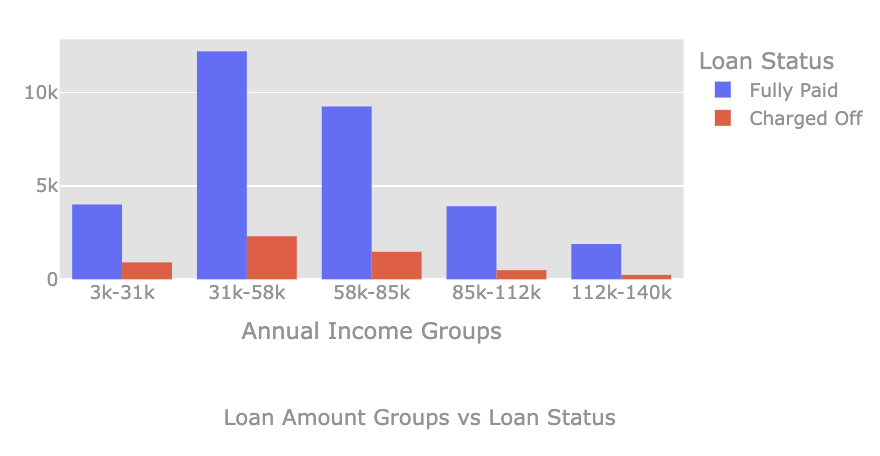 Loan Status
Fully Paid
Charged Off
10k
5k
0
3k-31k 31k-58k 58k-85k 85k-112k 112k-140k
Annual Income Groups
Loan Amount Groups vs Loan Status